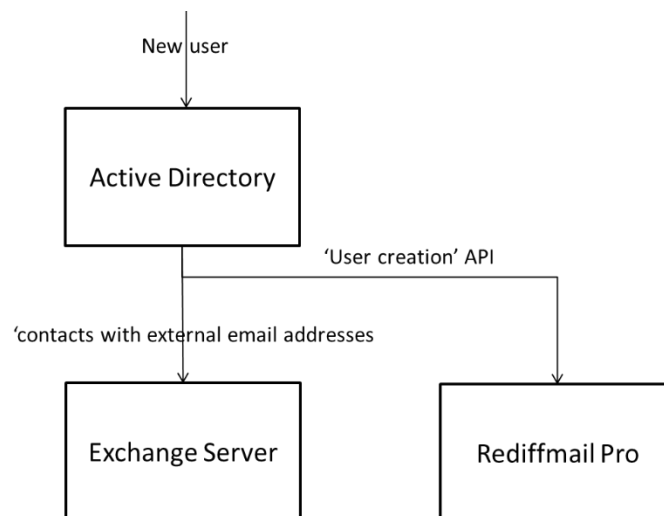 New user
Active Directory
‘User creation’ API
‘contacts with external email addresses
Exchange Server
Rediffmail Pro